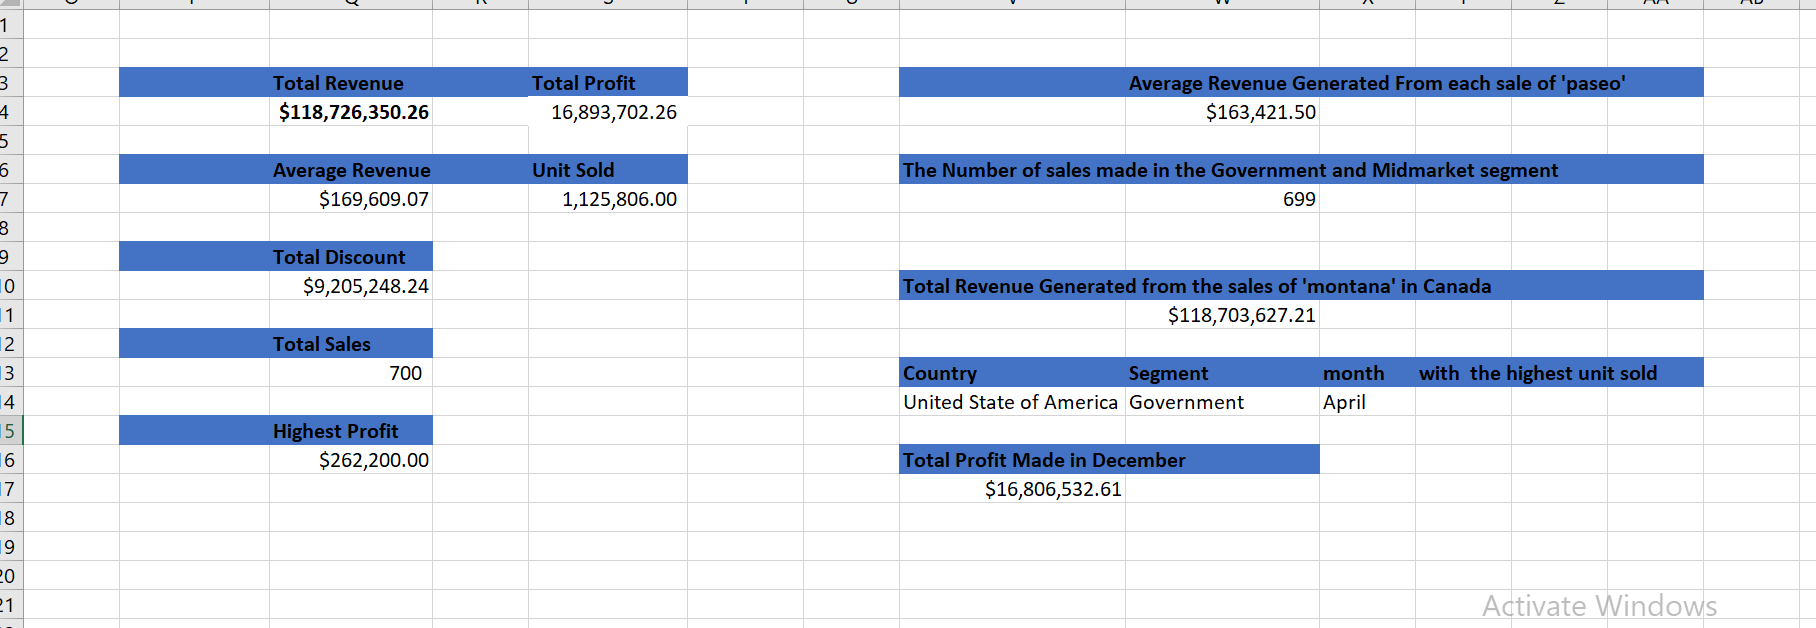 1
2
3 Total Revenue Total Profit Average Revenue Generated From each sale of 'paseo'
4 $118,726,350.26 16,893,702.26 $163,421.50
5
6 Average Revenue Unit Sold The Number of sales made in the Government and Midmarket segment
7 $169,609.07 1,125,806.00 699
8
9 Total Discount
10 $9,205,248.24 Total Revenue Generated from the sales of 'montana' in Canada
11 $118,703,627.21
12 Total Sales
13 700 Country Segment month with the highest unit sold
14 United State of America Government April
15 Highest Profit
16 $262,200.00 Total Profit Made in December
17 $16,806,532.61
18
19
20
21 Activate Windows